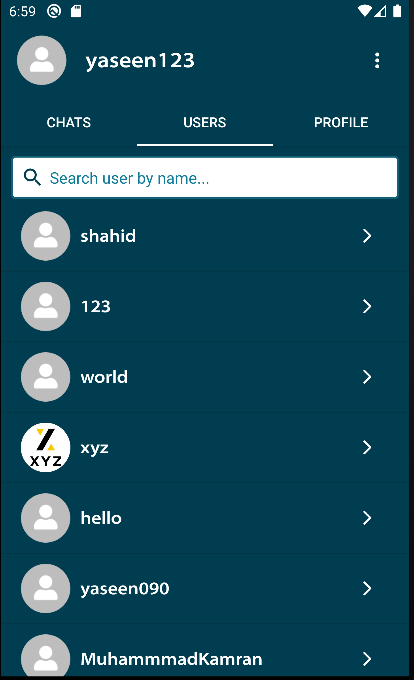 6:59
yaseen123
CHATS USERS PROFILE
Search user by name...
shahid
123
world
XYZ xyz
hello
yaseen090
MuhammmadKamran